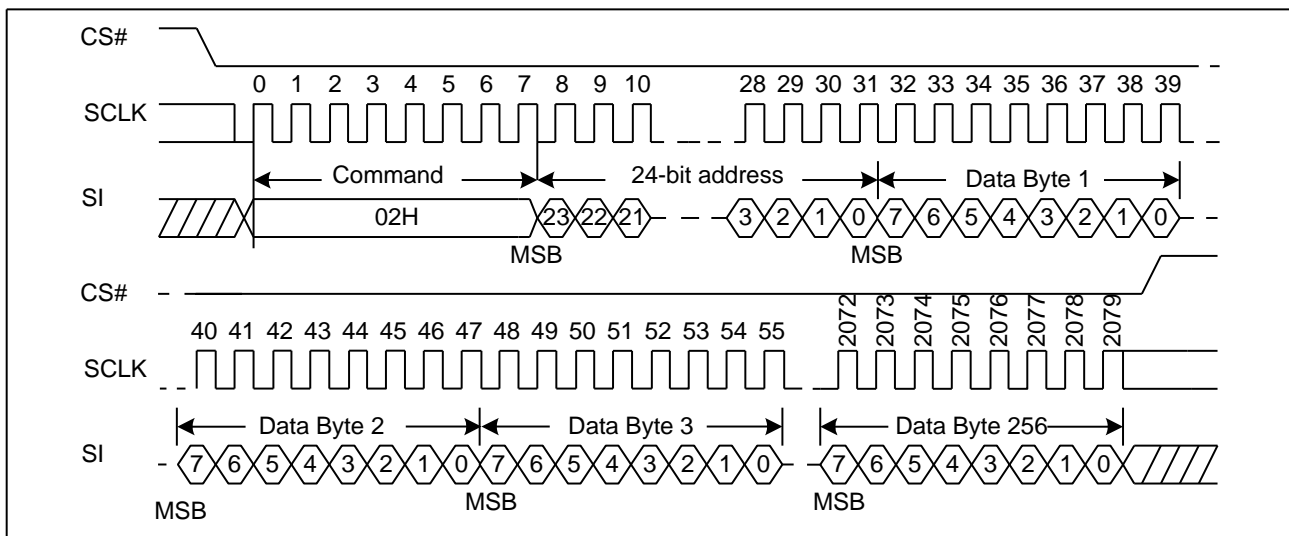 CS#
0 1 2 3 4 5 6 7 8 9 10 28 29 30 31 32 33 34 35 36 37 38 39
SCLK
Command 24-bit address Data Byte 1
SI
02H 23 22 21 3 2 1 0 7 6 5 4 3 2 1 0
MSB MSB
CS#
2072 2073 2074 2075 2076 2077 2078 2079
40 41 42 43 44 45 46 47 48 49 50 51 52 53 54 55
SCLK
Data Byte 2 Data Byte 3 Data Byte 256
SI
7 6 5 4 3 2 1 0 7 6 5 4 3 2 1 0 7 6 5 4 3 2 1 0
MSB MSB MSB